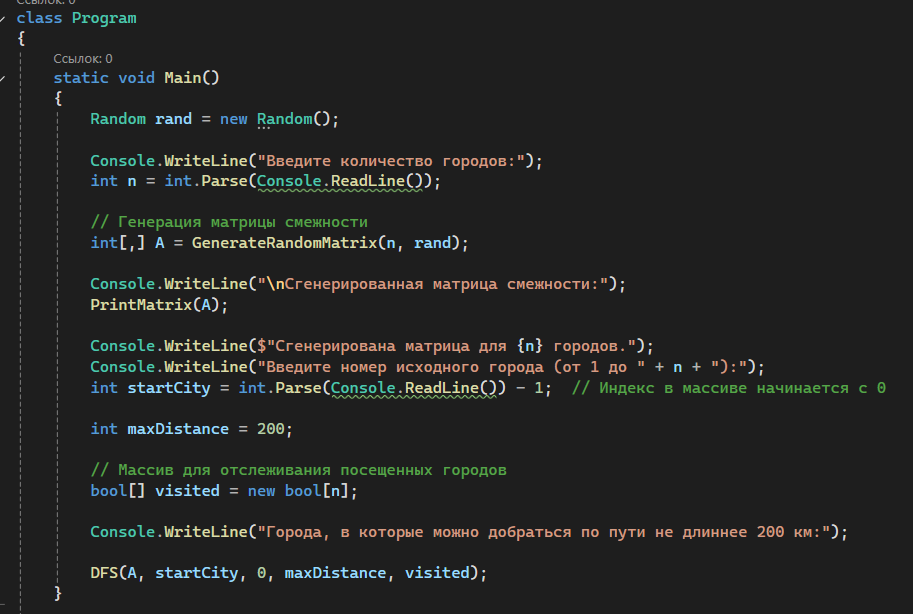 Ссылок: 0
class Program
{
Ссылок: 0
static void Main()
{
Random rand = new Random();
Console.WriteLine("Введите количество городов:");
int n = int.Parse(Console.ReadLine());
// Генерация матрицы смежности
int[,] A = GenerateRandomMatrix(n, rand);
Console.WriteLine("\nСгенерированная матрица смежности:");
PrintMatrix(A);
Console.WriteLine($"Сгенерирована матрица для {n} городов.");
Console.WriteLine("Введите номер исходного города (от 1 до " + n + "):");
int startCity = int.Parse(Console.ReadLine()) - 1;  // Индекс в массиве начинается с 0
int maxDistance = 200;
// Массив для отслеживания посещенных городов
bool[] visited = new bool[n];
Console.WriteLine("Города, в которые можно добраться по пути не длиннее 200 км:");
DFS(A, startCity, 0, maxDistance, visited);
}